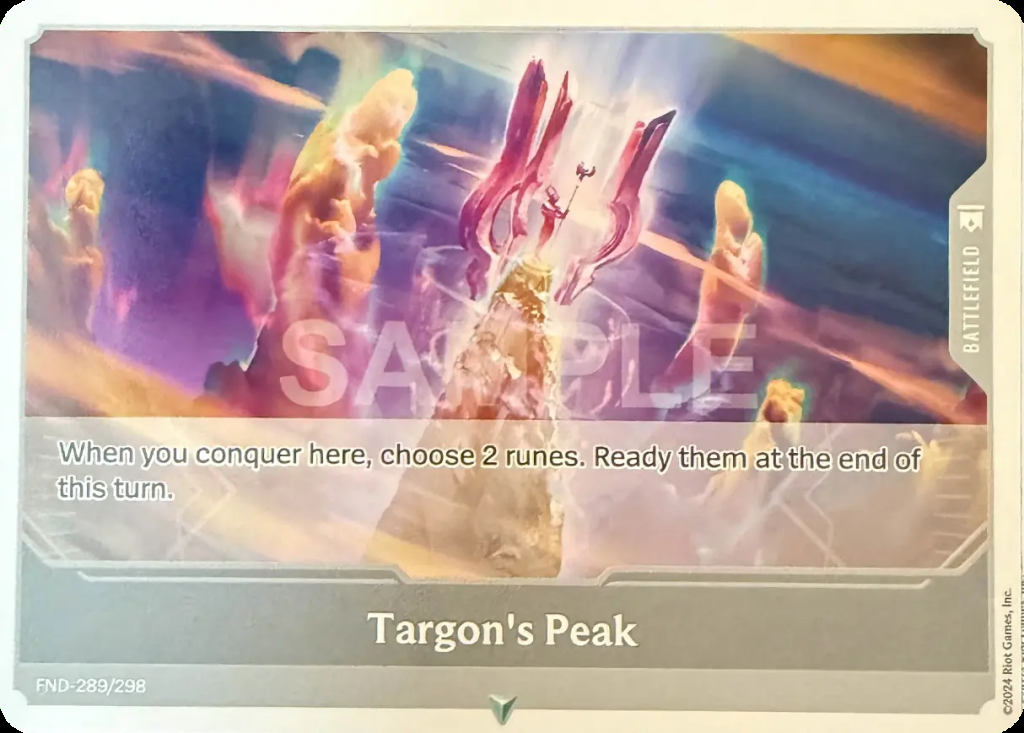 BATTLEFIELD
SAMPLE
When you conquer here, choose 2 runes. Ready them at the end of
this turn.
Targon's Peak
FND-289/298
©2024 Riot Games, Inc.